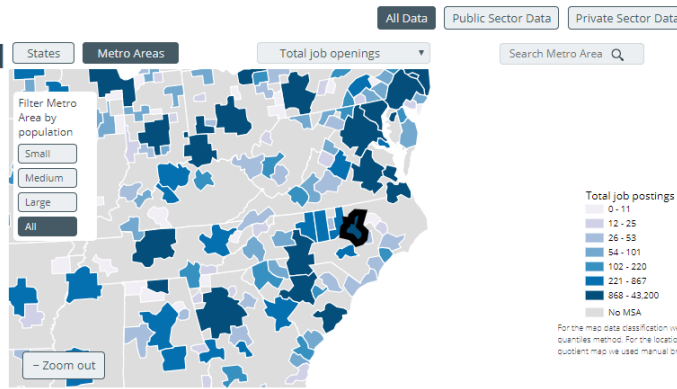 All Data
Public Sector Data
Private Sector Data
States
Metro Areas
Total job openings
Search Metro Area
Filter Metro
Area by
population
Small
Medium
Large
All
Total job postings
0 - 11
12 - 25
26 - 53
54 - 101
102 - 220
221 - 867
868 - 43,200
No MSA
For the map data classification we
quantiles method. For the location
quotient map we used manual
− Zoom out